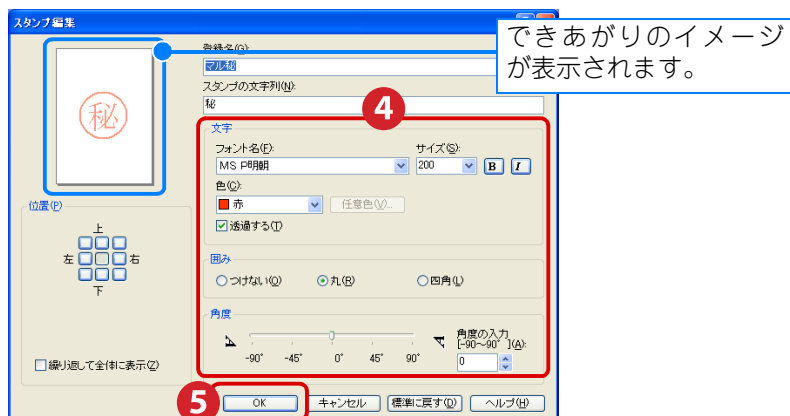 スタンプ編集
できあがりのイメージ
が表示されます。
登録名(G):
マル秘
スタンプの文字列(N):
秘
秘
4
文字
フォント名(F):
サイズ(S):
MS P明朝
200
B
I
色(C):
赤
任意色(V)...
透過する(T)
位置(P)
上
左
右
下
囲み
つけない(O)
丸(R)
四角(L)
角度
角度の入力
[-90～90°](A):
-90°
-45°
0°
45°
90°
0
繰り返して全体に表示(Z)
5
OK
キャンセル
標準に戻す(D)
ヘルプ(H)